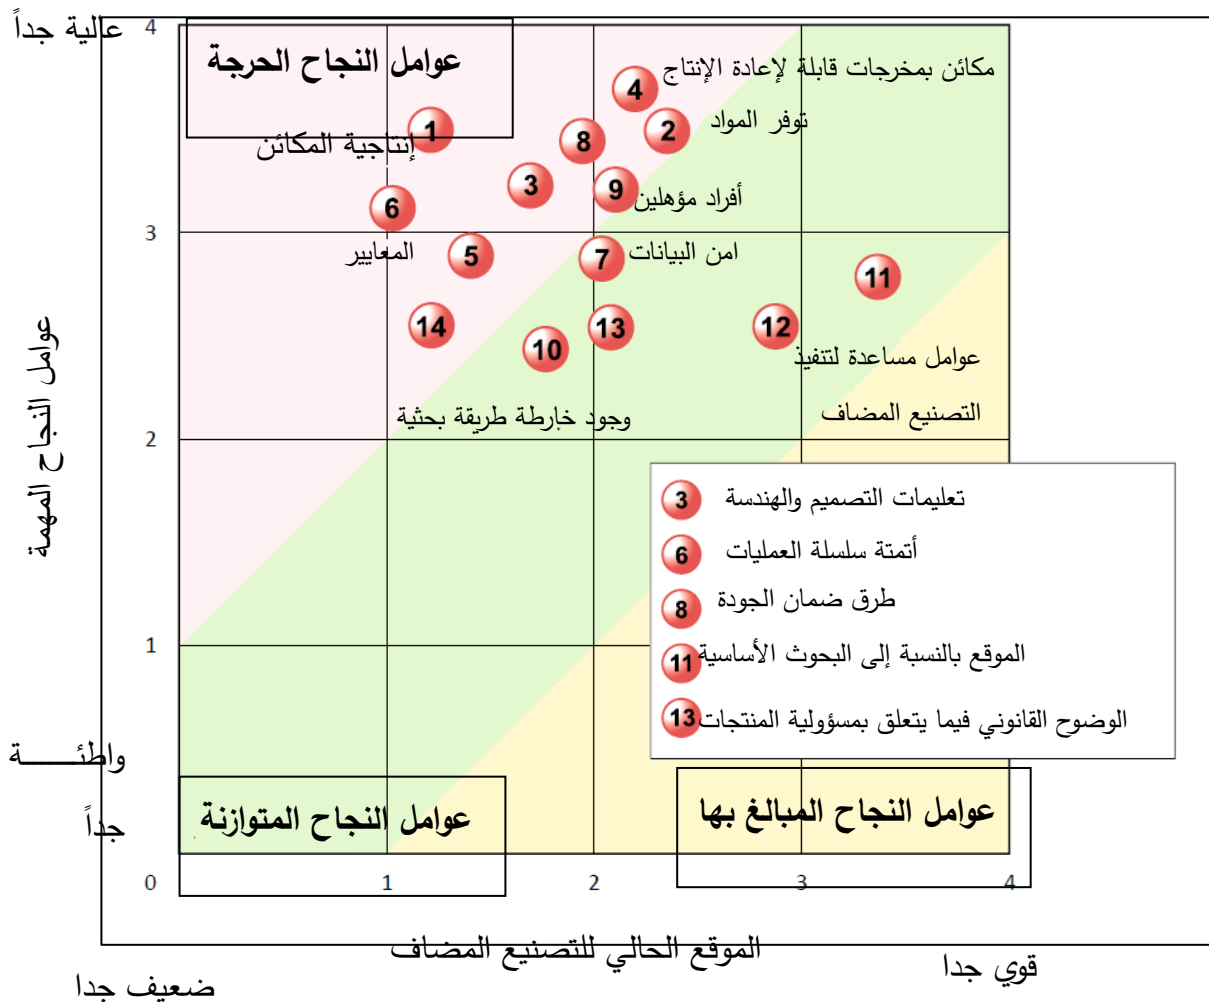 عالية جداً
4
عوامل النجاح الحرجة
مكائن بمخرجات قابلة لإعادة الإنتاج
4
توفر المواد
2
1
8
إنتاجية المكائن
3
9
أفراد مؤهلين
6
3
المعايير
5
7
امن البيانات
11
14
13
12
10
عوامل مساعدة لتنفيذ
التصنيع المضاف
وجود خارطة طريقة بحثية
2
عوامل النجاح المهمة
3 تعليمات التصميم والهندسة
6 أتمتة سلسلة العمليات
8 طرق ضمان الجودة
11 الموقع بالنسبة إلى البحوث الأساسية
13 الوضوح القانوني فيما يتعلق بمسؤولية المنتجات
1
واطئـــــــة
جداً
عوامل النجاح المتوازنة
عوامل النجاح المبالغ بها
0 1 2 3 4
الموقع الحالي للتصنيع المضاف
قوي جدا
ضعيف جدا